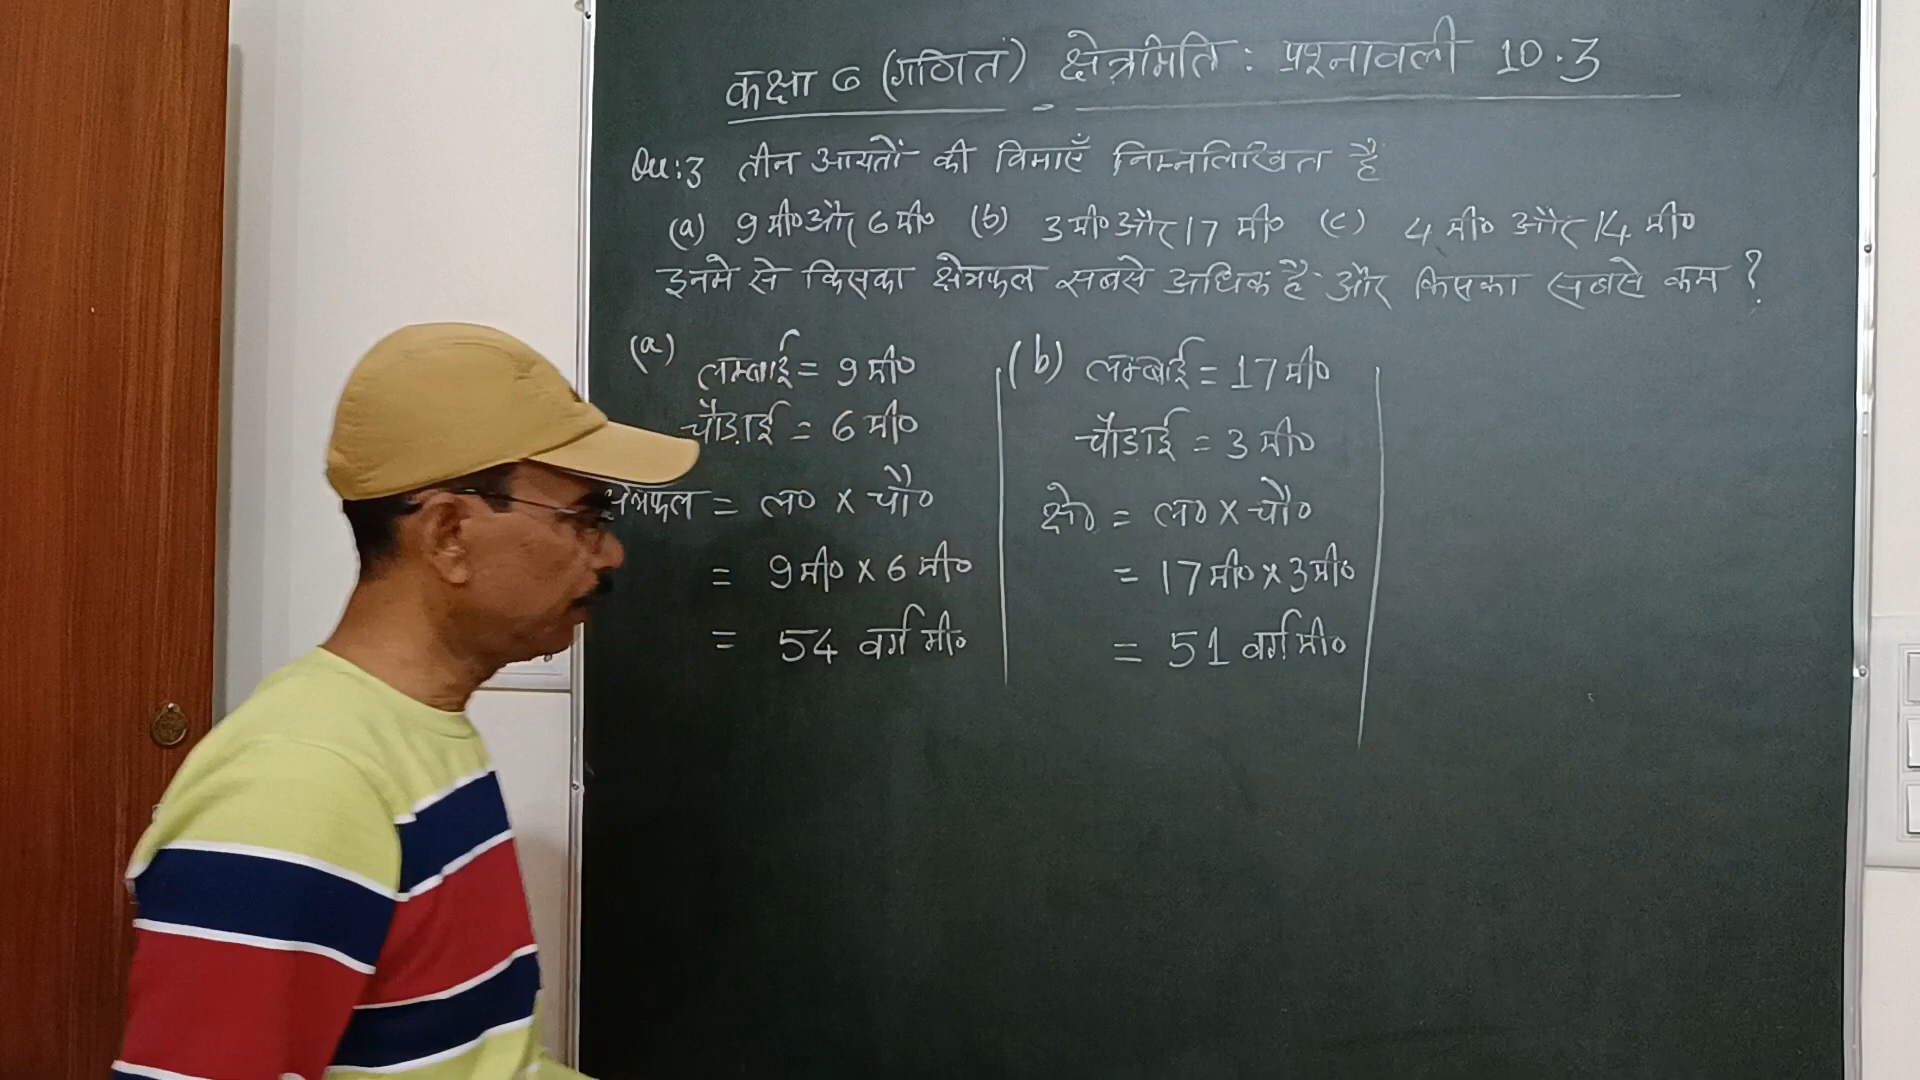 कक्षा 6 (गणित) क्षेत्रमिति : प्रश्नावली 10.3
Qu:3 तीन आयतों की विमाएँ निम्नलिखित है
(a) 9 मी० और 6 मी० (b) 3 मी० और 17 मी० (c) 4 मी० और 14 मी०
इनमे से किसका क्षेत्रफल सबसे अधिक है और किसका सबसे कम ?
(a) लम्बाई = 9 मी०
चौड़ाई = 6 मी०
क्षेत्रफल = ल० × चौ०
= 9 मी० × 6 मी०
= 54 वर्ग मी०
(b) लम्बाई = 17 मी०
चौड़ाई = 3 मी०
क्षे० = ल० × चौ०
= 17 मी० × 3 मी०
= 51 वर्ग मी०